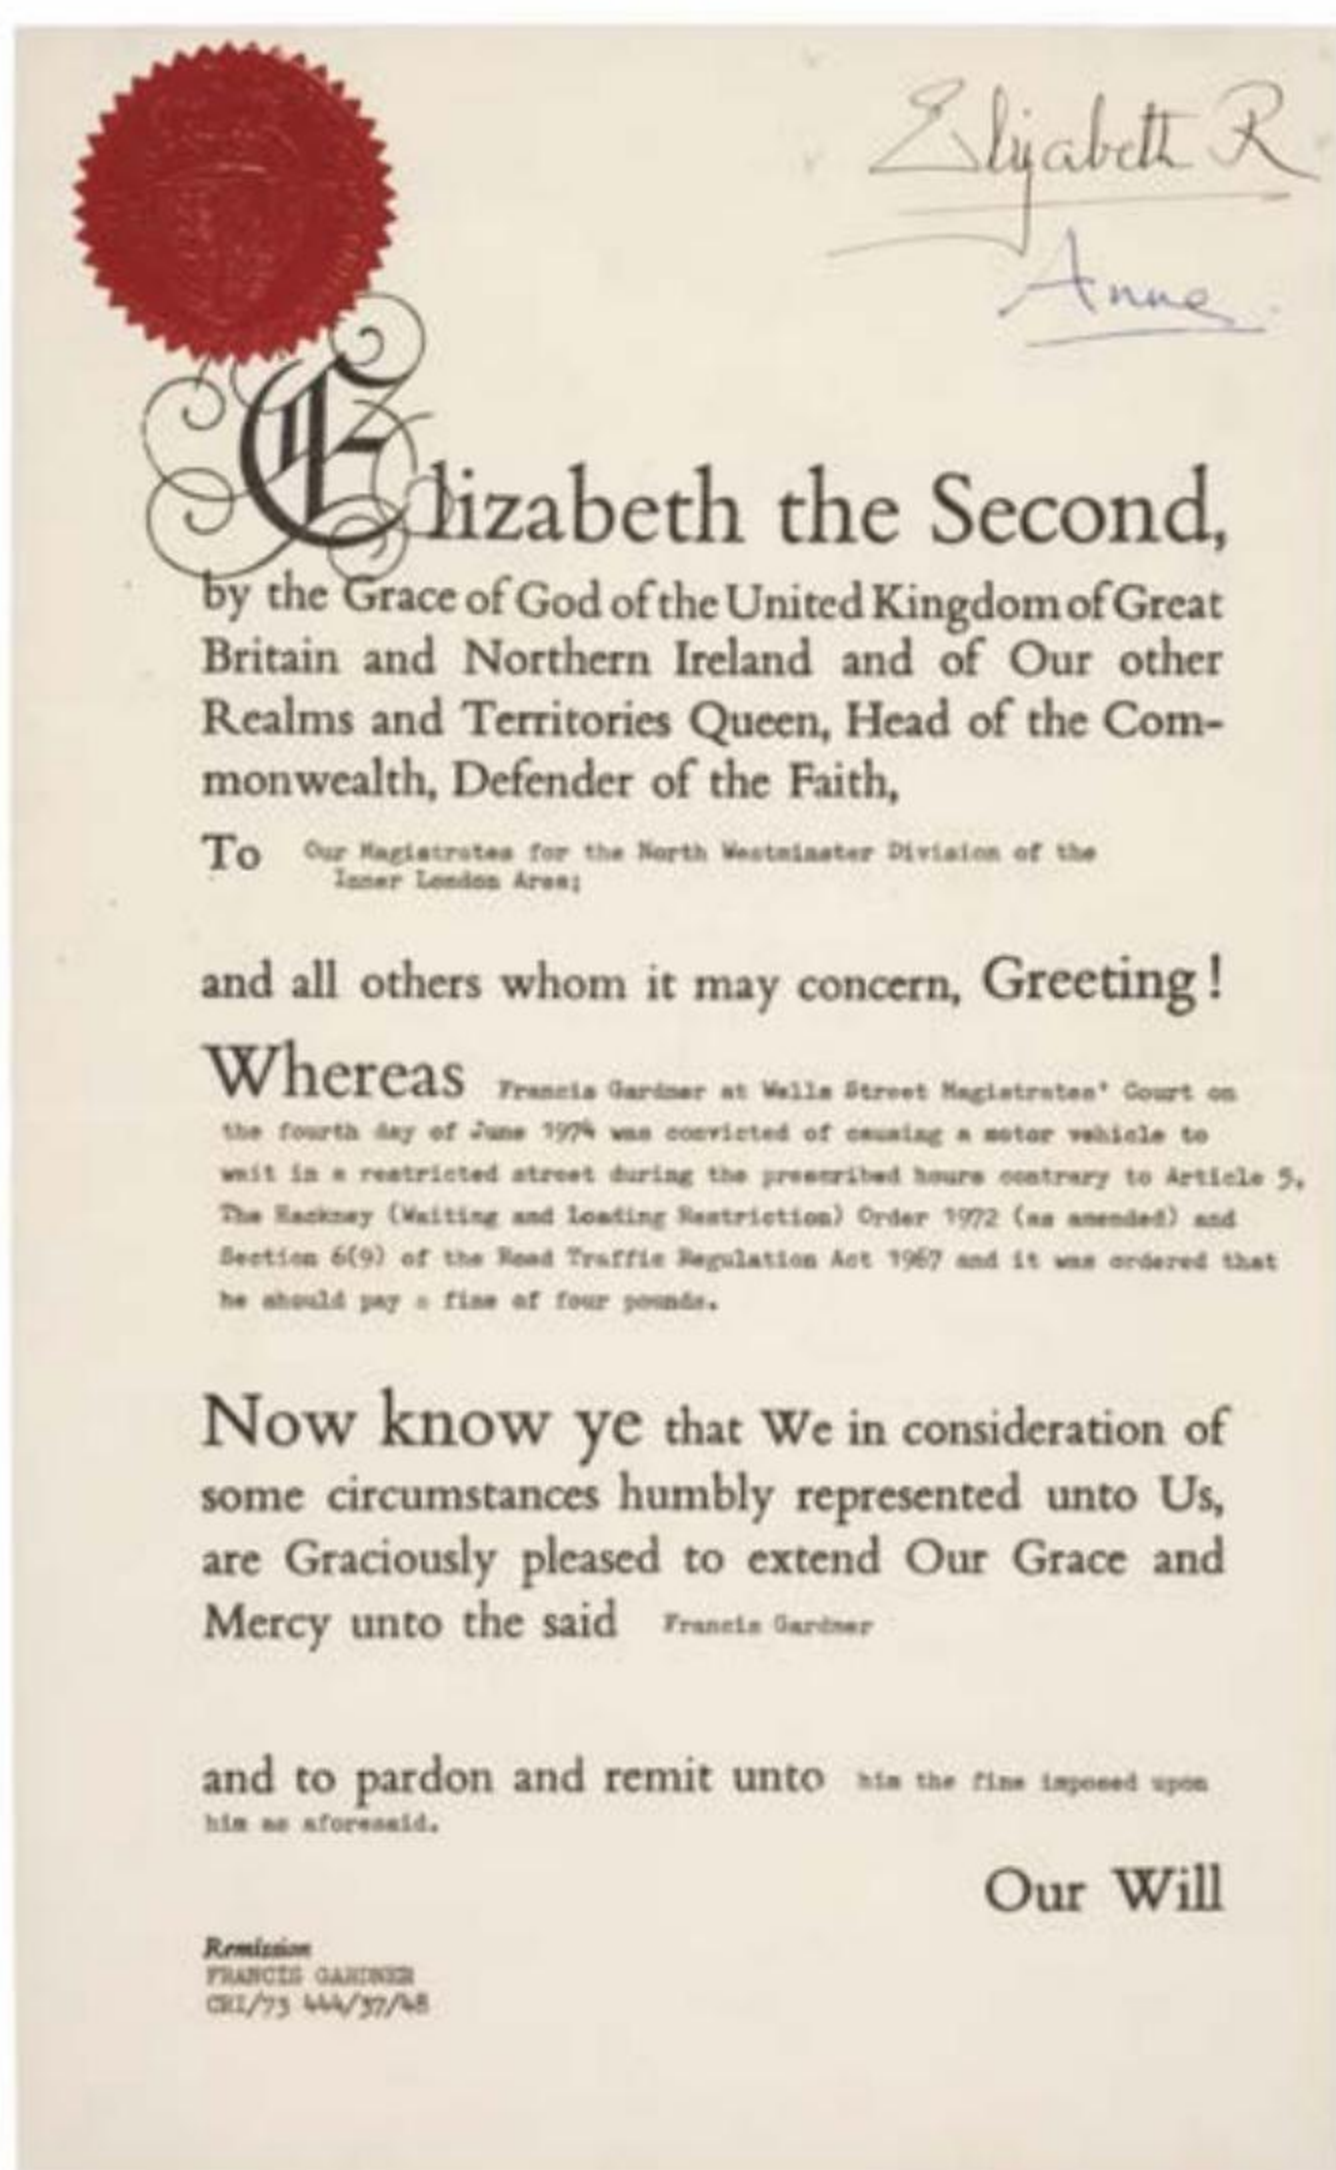 Elizabeth R
Anne
Elizabeth the Second,
by the Grace of God of the United Kingdom of Great
Britain and Northern Ireland and of Our other
Realms and Territories Queen, Head of the Com-
monwealth, Defender of the Faith,
To Our Magistrates for the North Westminster Division of the
Inner London Area;
and all others whom it may concern, Greeting!
Whereas Francis Gardner at Wells Street Magistrates' Court on
the fourth day of June 1974 was convicted of causing a motor vehicle to
wait in a restricted street during the prescribed hours contrary to Article 5,
The Hackney (Waiting and Loading Restriction) Order 1972 (as amended) and
Section 6(9) of the Road Traffic Regulation Act 1967 and it was ordered that
he should pay a fine of four pounds.
Now know ye that We in consideration of
some circumstances humbly represented unto Us,
are Graciously pleased to extend Our Grace and
Mercy unto the said Francis Gardner
and to pardon and remit unto him the fine imposed upon
him as aforesaid.
Our Will
Remission
FRANCIS GARDNER
CRI/73 444/37/48